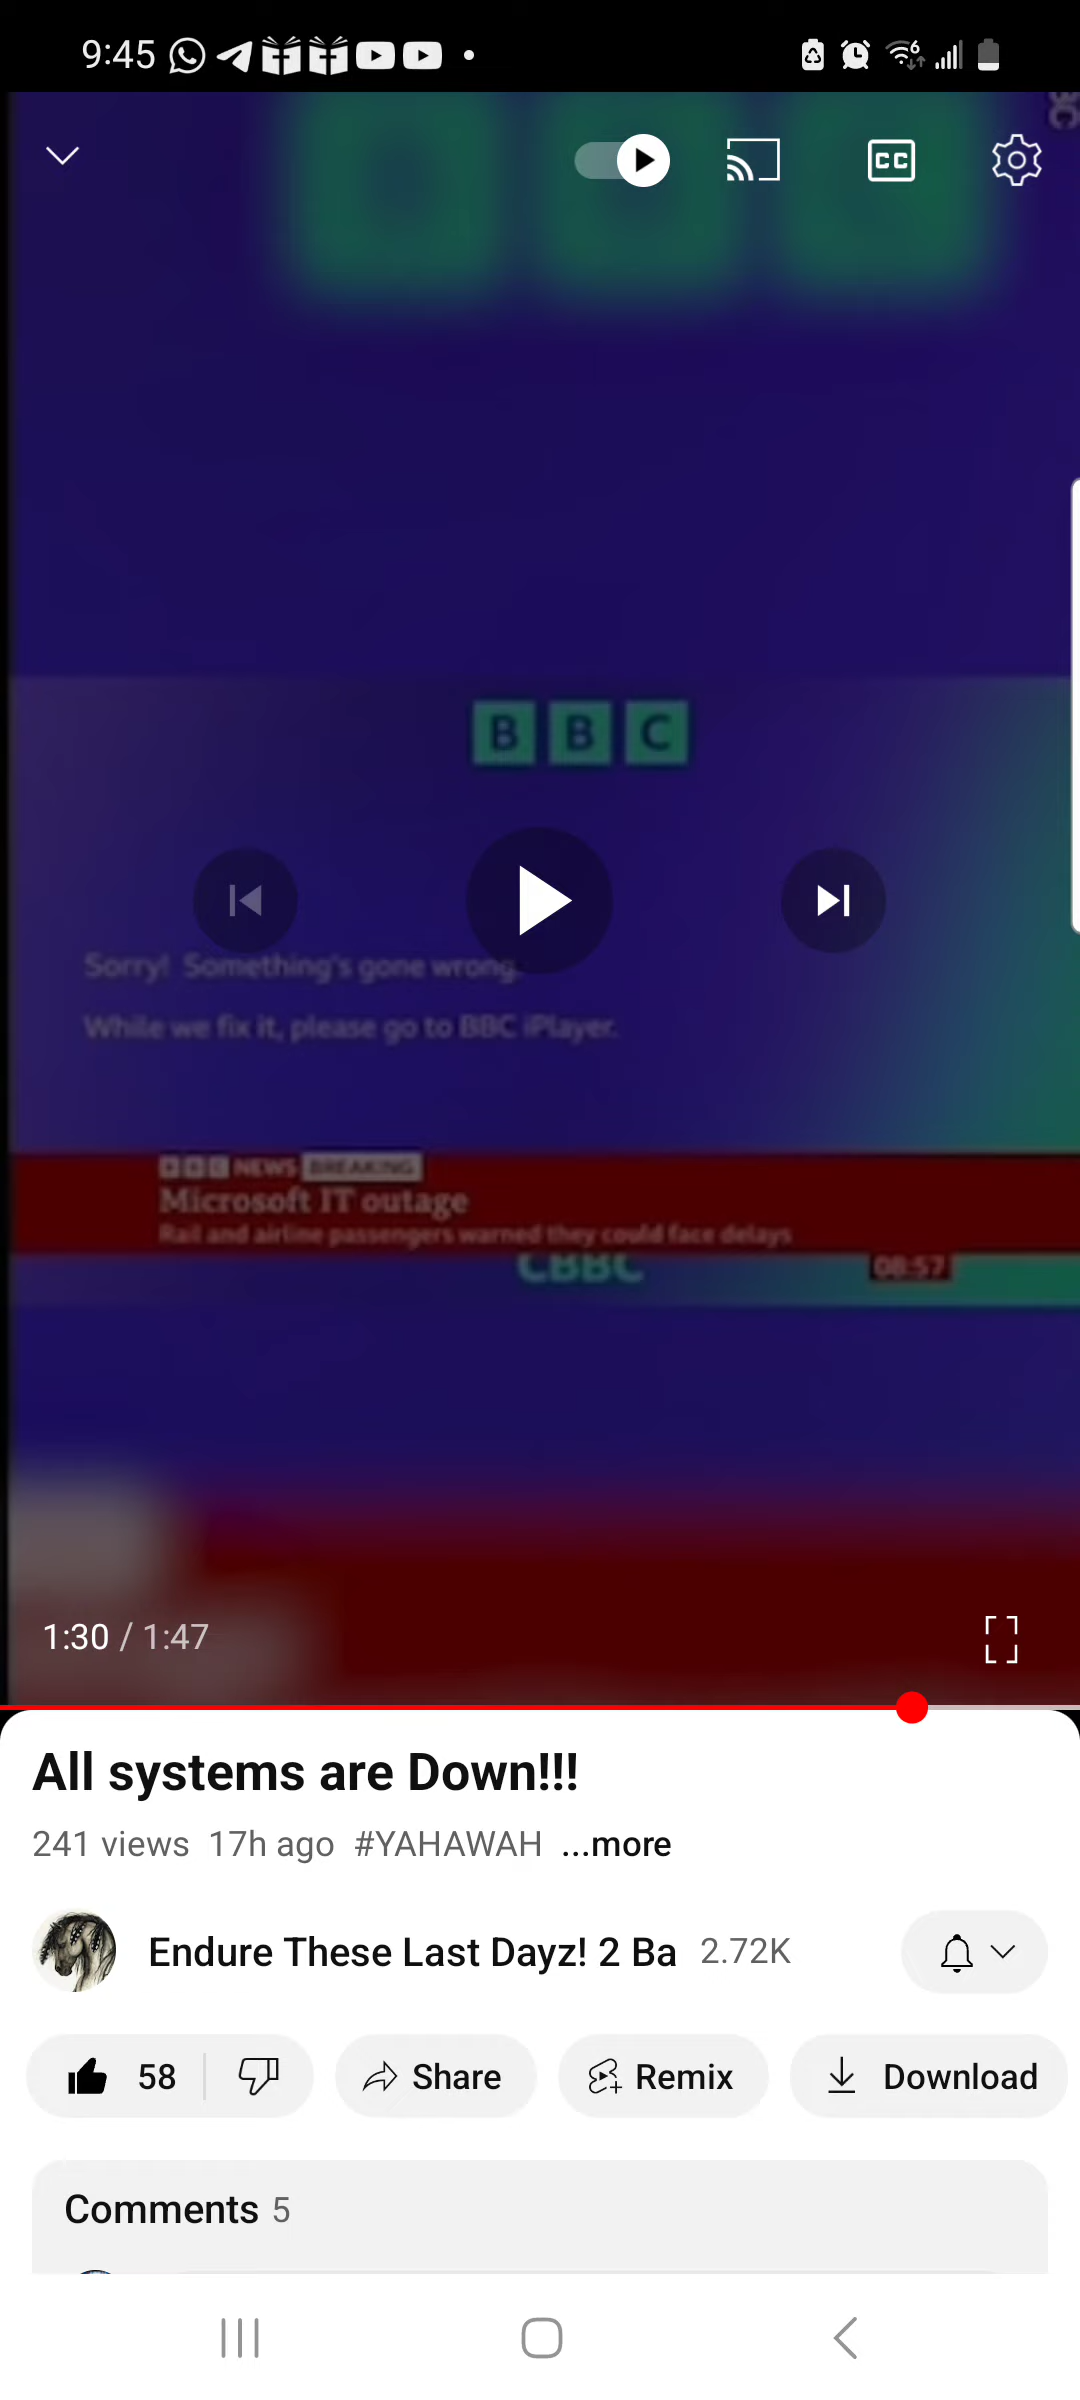 9:45
B B C
Sorry! Something's gone wrong.
While we fix it, please go to BBC iPlayer.
BBC NEWS BREAKING
Microsoft IT outage
Rail and airline passengers warned they could face delays
CBBC 08:57
1:30 / 1:47
All systems are Down!!!
241 views 17h ago #YAHAWAH ...more
Endure These Last Dayz! 2 Ba 2.72K
58 Share Remix Download
Comments 5